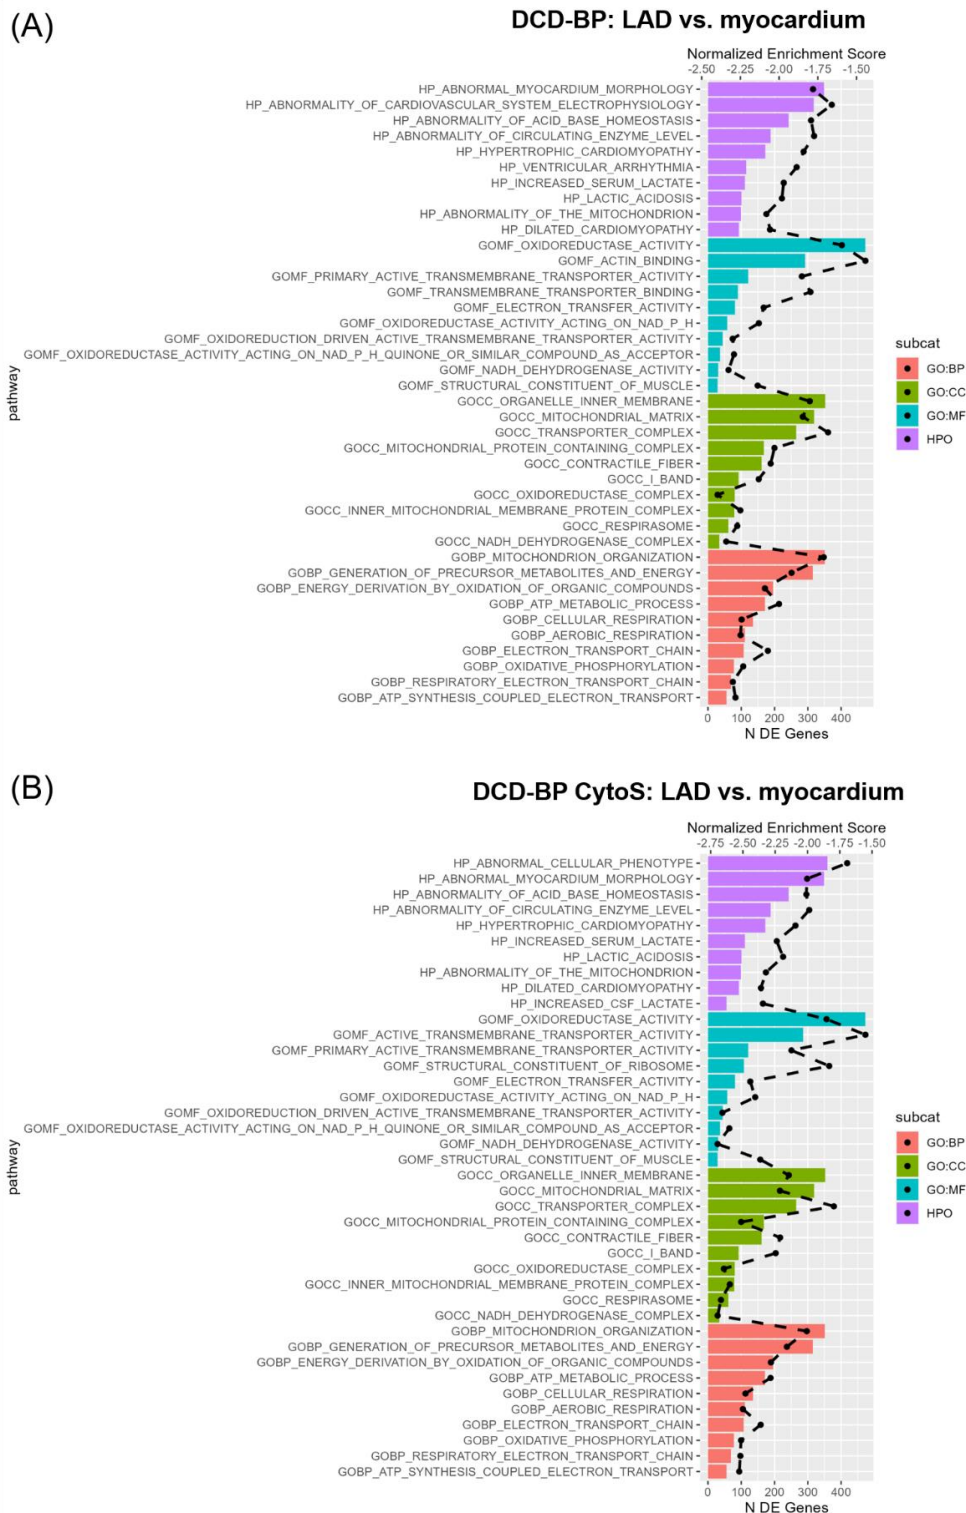 (A)
DCD-BP: LAD vs. myocardium
Normalized Enrichment Score
-2.50 -2.25 -2.00 -1.75 -1.50
HP_ABNORMAL_MYOCARDIUM_MORPHOLOGY
HP_ABNORMALITY_OF_CARDIOVASCULAR_SYSTEM_ELECTROPHYSIOLOGY
HP_ABNORMALITY_OF_ACID_BASE_HOMEOSTASIS
HP_ABNORMALITY_OF_CIRCULATING_ENZYME_LEVEL
HP_HYPERTROPHIC_CARDIOMYOPATHY
HP_VENTRICULAR_ARRHYTHMIA
HP_INCREASED_SERUM_LACTATE
HP_LACTIC_ACIDOSIS
HP_ABNORMALITY_OF_THE_MITOCHONDRION
HP_DILATED_CARDIOMYOPATHY
GOMF_OXIDOREDUCTASE_ACTIVITY
GOMF_ACTIN_BINDING
GOMF_PRIMARY_ACTIVE_TRANSMEMBRANE_TRANSPORTER_ACTIVITY
GOMF_TRANSMEMBRANE_TRANSPORTER_BINDING
GOMF_ELECTRON_TRANSFER_ACTIVITY
GOMF_OXIDOREDUCTASE_ACTIVITY_ACTING_ON_NAD_P_H
GOMF_OXIDOREDUCTION_DRIVEN_ACTIVE_TRANSMEMBRANE_TRANSPORTER_ACTIVITY
GOMF_OXIDOREDUCTASE_ACTIVITY_ACTING_ON_NAD_P_H_QUINONE_OR_SIMILAR_COMPOUND_AS_ACCEPTOR
GOMF_NADH_DEHYDROGENASE_ACTIVITY
GOMF_STRUCTURAL_CONSTITUENT_OF_MUSCLE
GOCC_ORGANELLE_INNER_MEMBRANE
GOCC_MITOCHONDRIAL_MATRIX
GOCC_TRANSPORTER_COMPLEX
GOCC_MITOCHONDRIAL_PROTEIN_CONTAINING_COMPLEX
GOCC_CONTRACTILE_FIBER
GOCC_I_BAND
GOCC_OXIDOREDUCTASE_COMPLEX
GOCC_INNER_MITOCHONDRIAL_MEMBRANE_PROTEIN_COMPLEX
GOCC_RESPIRASOME
GOCC_NADH_DEHYDROGENASE_COMPLEX
GOBP_MITOCHONDRION_ORGANIZATION
GOBP_GENERATION_OF_PRECURSOR_METABOLITES_AND_ENERGY
GOBP_ENERGY_DERIVATION_BY_OXIDATION_OF_ORGANIC_COMPOUNDS
GOBP_ATP_METABOLIC_PROCESS
GOBP_CELLULAR_RESPIRATION
GOBP_AEROBIC_RESPIRATION
GOBP_ELECTRON_TRANSPORT_CHAIN
GOBP_OXIDATIVE_PHOSPHORYLATION
GOBP_RESPIRATORY_ELECTRON_TRANSPORT_CHAIN
GOBP_ATP_SYNTHESIS_COUPLED_ELECTRON_TRANSPORT
0 100 200 300 400
N DE Genes
pathway
subcat
GO:BP
GO:CC
GO:MF
HPO
(B)
DCD-BP CytoS: LAD vs. myocardium
Normalized Enrichment Score
-2.75 -2.50 -2.25 -2.00 -1.75 -1.50
HP_ABNORMAL_CELLULAR_PHENOTYPE
HP_ABNORMAL_MYOCARDIUM_MORPHOLOGY
HP_ABNORMALITY_OF_ACID_BASE_HOMEOSTASIS
HP_ABNORMALITY_OF_CIRCULATING_ENZYME_LEVEL
HP_HYPERTROPHIC_CARDIOMYOPATHY
HP_INCREASED_SERUM_LACTATE
HP_LACTIC_ACIDOSIS
HP_ABNORMALITY_OF_THE_MITOCHONDRION
HP_DILATED_CARDIOMYOPATHY
HP_INCREASED_CSF_LACTATE
GOMF_OXIDOREDUCTASE_ACTIVITY
GOMF_ACTIVE_TRANSMEMBRANE_TRANSPORTER_ACTIVITY
GOMF_PRIMARY_ACTIVE_TRANSMEMBRANE_TRANSPORTER_ACTIVITY
GOMF_STRUCTURAL_CONSTITUENT_OF_RIBOSOME
GOMF_ELECTRON_TRANSFER_ACTIVITY
GOMF_OXIDOREDUCTASE_ACTIVITY_ACTING_ON_NAD_P_H
GOMF_OXIDOREDUCTION_DRIVEN_ACTIVE_TRANSMEMBRANE_TRANSPORTER_ACTIVITY
GOMF_OXIDOREDUCTASE_ACTIVITY_ACTING_ON_NAD_P_H_QUINONE_OR_SIMILAR_COMPOUND_AS_ACCEPTOR
GOMF_NADH_DEHYDROGENASE_ACTIVITY
GOMF_STRUCTURAL_CONSTITUENT_OF_MUSCLE
GOCC_ORGANELLE_INNER_MEMBRANE
GOCC_MITOCHONDRIAL_MATRIX
GOCC_TRANSPORTER_COMPLEX
GOCC_MITOCHONDRIAL_PROTEIN_CONTAINING_COMPLEX
GOCC_CONTRACTILE_FIBER
GOCC_I_BAND
GOCC_OXIDOREDUCTASE_COMPLEX
GOCC_INNER_MITOCHONDRIAL_MEMBRANE_PROTEIN_COMPLEX
GOCC_RESPIRASOME
GOCC_NADH_DEHYDROGENASE_COMPLEX
GOBP_MITOCHONDRION_ORGANIZATION
GOBP_GENERATION_OF_PRECURSOR_METABOLITES_AND_ENERGY
GOBP_ENERGY_DERIVATION_BY_OXIDATION_OF_ORGANIC_COMPOUNDS
GOBP_ATP_METABOLIC_PROCESS
GOBP_CELLULAR_RESPIRATION
GOBP_AEROBIC_RESPIRATION
GOBP_ELECTRON_TRANSPORT_CHAIN
GOBP_OXIDATIVE_PHOSPHORYLATION
GOBP_RESPIRATORY_ELECTRON_TRANSPORT_CHAIN
GOBP_ATP_SYNTHESIS_COUPLED_ELECTRON_TRANSPORT
0 100 200 300 400
N DE Genes
pathway
subcat
GO:BP
GO:CC
GO:MF
HPO